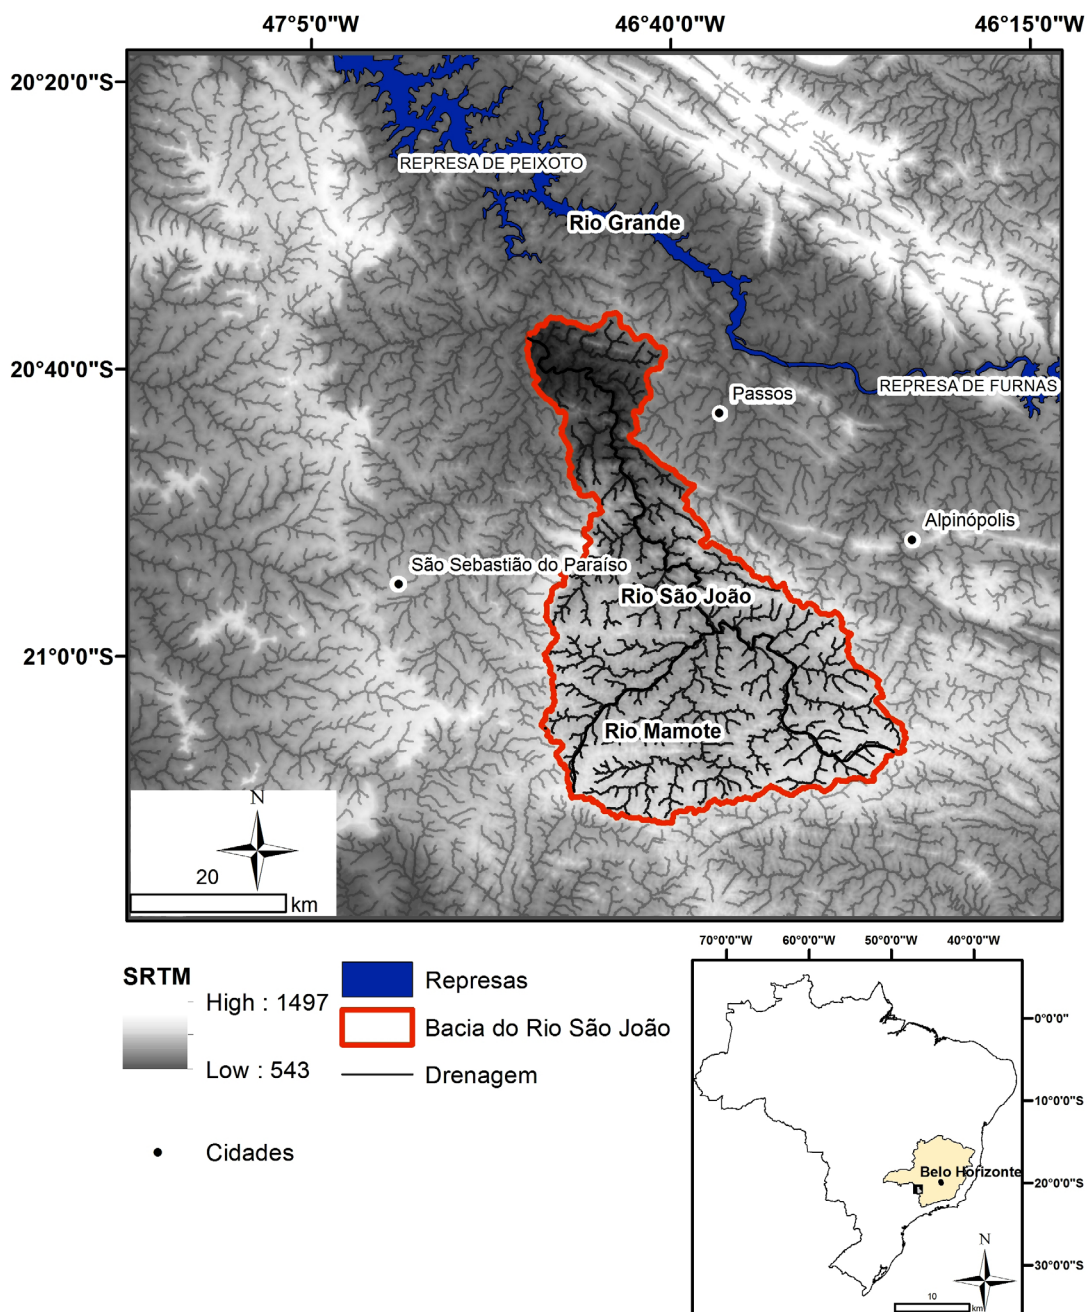 47°5'0"W
46°40'0"W
46°15'0"W
20°20'0"S
REPRESA DE PEIXOTO
Rio Grande
20°40'0"S
REPRESA DE FURNAS
Passos
Alpinópolis
São Sebastião do Paraíso
Rio São João
21°0'0"S
Rio Mamote
N
20
km
70°0'0"W
60°0'0"W
50°0'0"W
40°0'0"W
SRTM
High : 1497
Low : 543
Represas
Bacia do Rio São João
Drenagem
Cidades
0°0'0"
10°0'0"S
Belo Horizonte
20°0'0"S
N
30°0'0"S
10
km